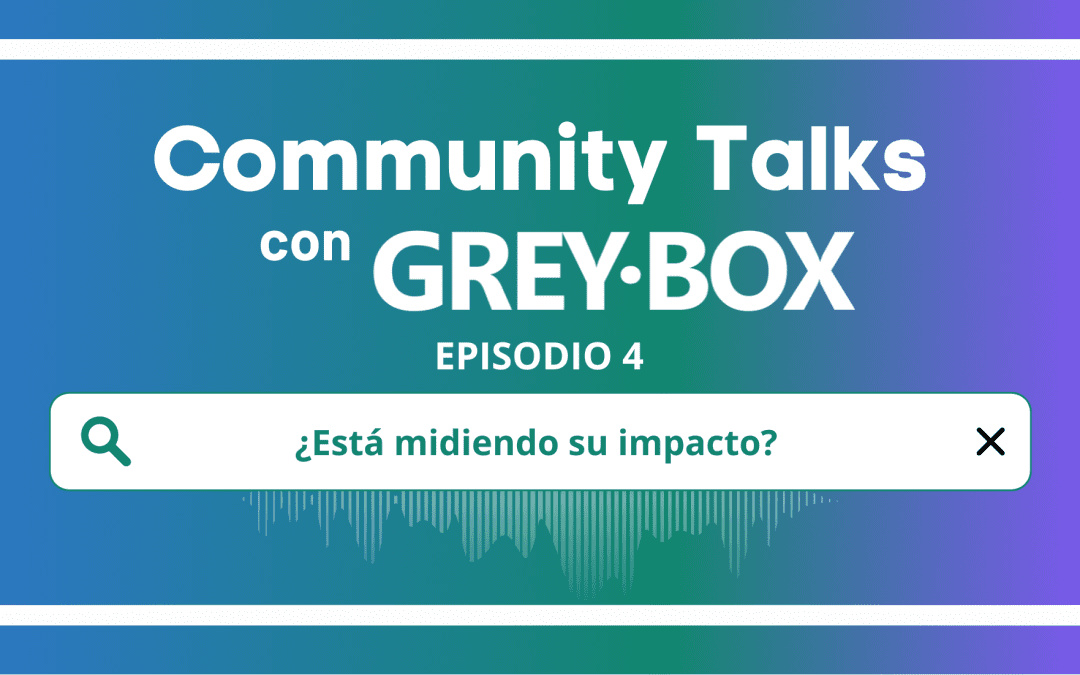 Community Talks
con GREY·BOX
EPISODIO 4
¿Está midiendo su impacto?